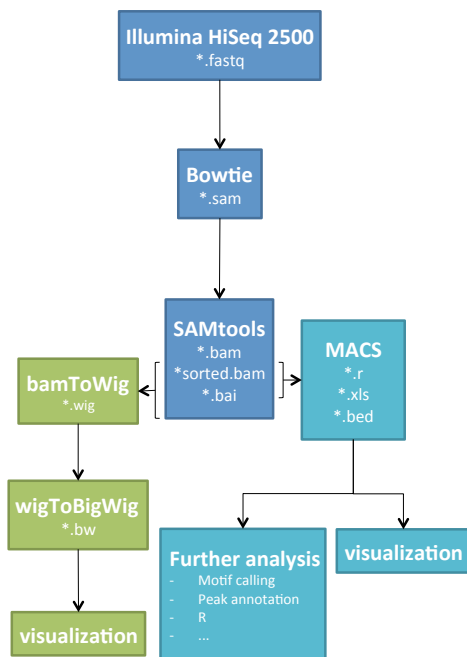 Illumina HiSeq 2500
*.fastq
Bowtie
*.sam
SAMtools
*.bam
*sorted.bam
*.bai
MACS
*.r
*.xls
*.bed
bamToWig
*.wig
wigToBigWig
*.bw
visualization
Further analysis
- Motif calling
- Peak annotation
- R
- ...
visualization